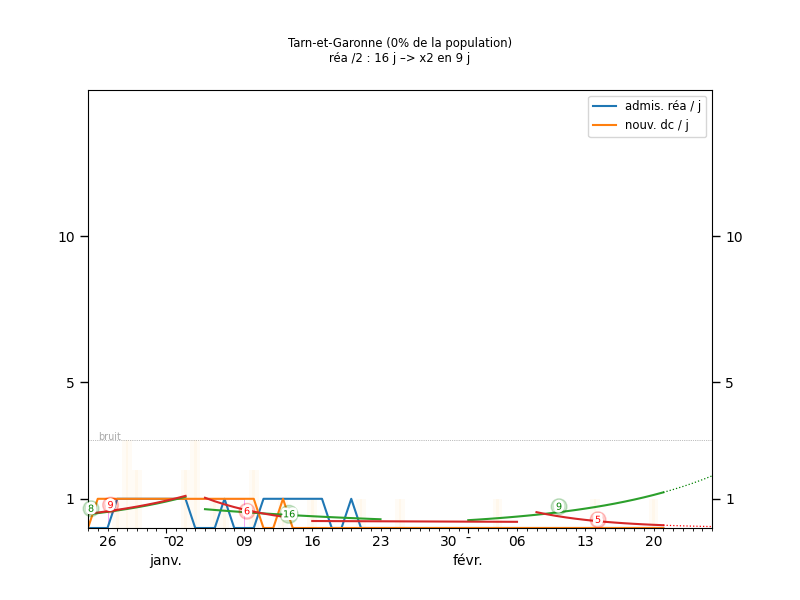 Tarn-et-Garonne (0% de la population)
réa /2 : 16 j –> x2 en 9 j
admis. réa / j
nouv. dc / j
10 10
5 5
bruit
1 1
8 9 6 16 9 5
26 02 09 16 23 30 06 13 20
janv. févr.